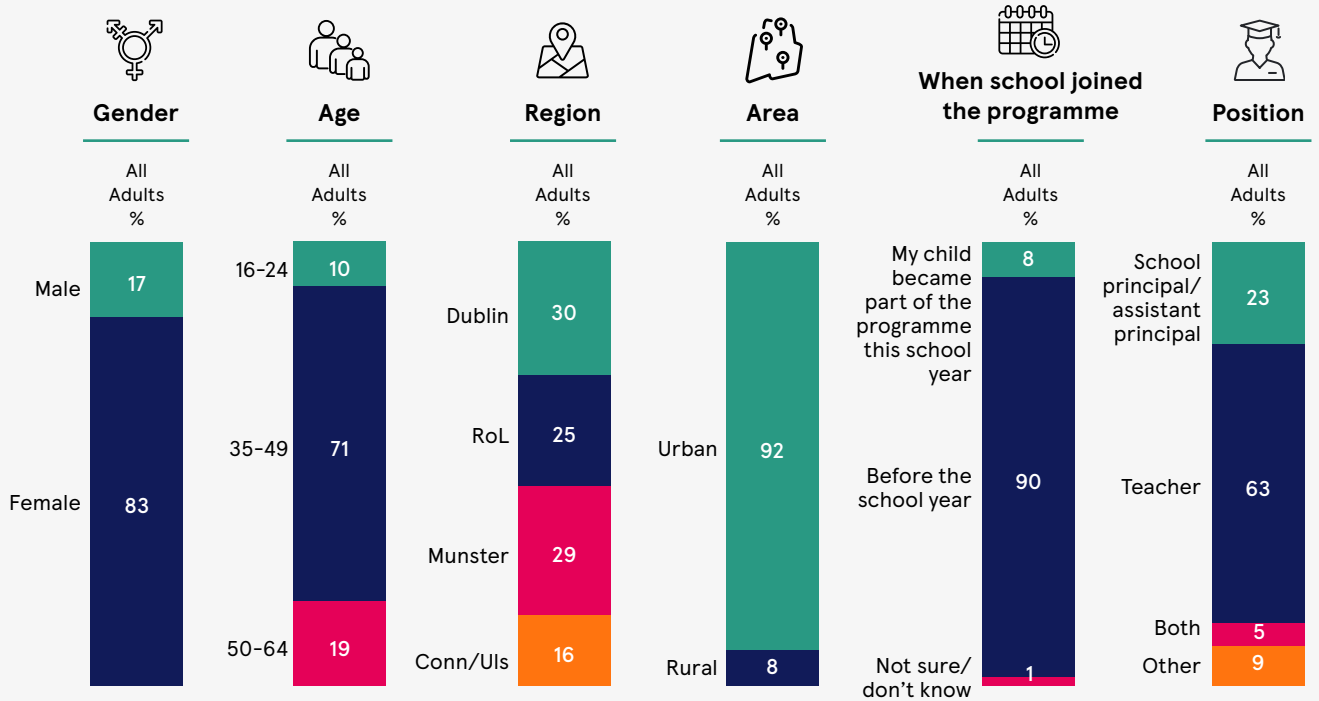 Gender
All
Adults
%
Male
17
Female
83
Age
All
Adults
%
16-24
10
35-49
71
50-64
19
Region
All
Adults
%
Dublin
30
RoL
25
Munster
29
Conn/Uls
16
Area
All
Adults
%
Urban
92
Rural
8
When school joined
the programme
All
Adults
%
My child
became
part of the
programme
this school
year
8
Before the
school year
90
Not sure/
don’t know
1
Position
All
Adults
%
School
principal/
assistant
principal
23
Teacher
63
Both
5
Other
9